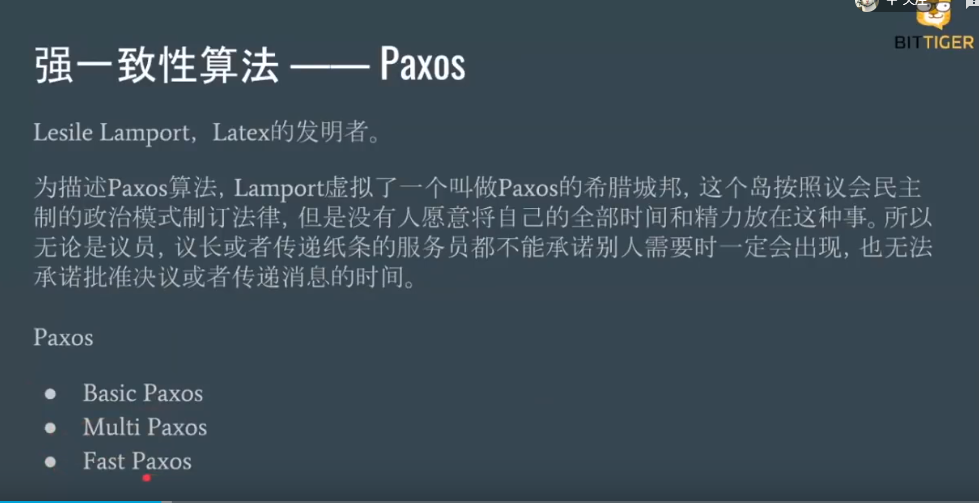 BITTIGER
强一致性算法 —— Paxos
Lesile Lamport，Latex的发明者。
为描述Paxos算法, Lamport虚拟了一个叫做Paxos的希腊城邦, 这个岛按照议会民主
制的政治模式制订法律, 但是没有人愿意将自己的全部时间和精力放在这种事。所以
无论是议员, 议长或者传递纸条的服务员都不能承诺别人需要时一定会出现, 也无法
承诺批准决议或者传递消息的时间。
Paxos
● Basic Paxos
● Multi Paxos
● Fast Paxos